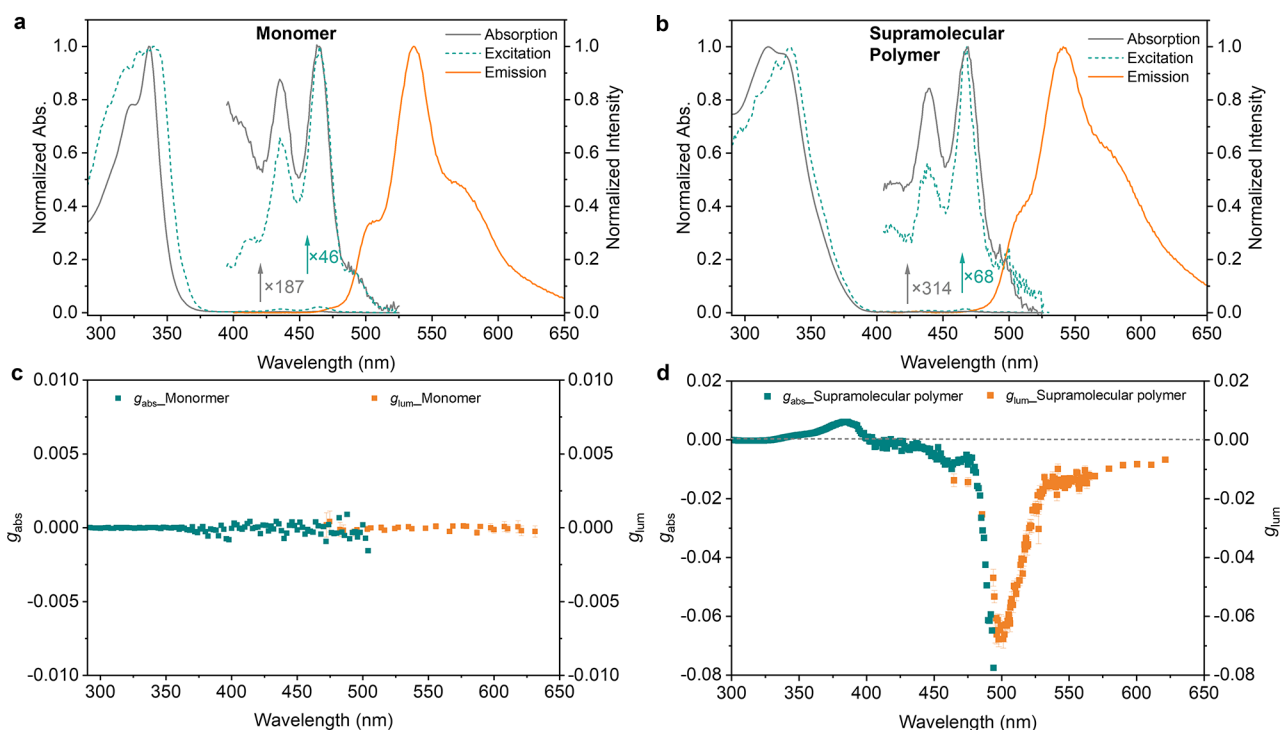 a
Monomer
Absorption
Excitation
Emission
1.0
0.8
0.6
0.4
0.2
0.0
Normalized Abs.
1.0
0.8
0.6
0.4
0.2
0.0
Normalized Intensity
×187
×46
300 350 400 450 500 550 600 650
Wavelength (nm)
b
Supramolecular
Polymer
Absorption
Excitation
Emission
1.0
0.8
0.6
0.4
0.2
0.0
Normalized Abs.
1.0
0.8
0.6
0.4
0.2
0.0
Normalized Intensity
×314
×68
300 350 400 450 500 550 600 650
Wavelength (nm)
c
gabs_Monormer
glum_Monomer
0.010
0.005
0.000
-0.005
-0.010
gabs
0.010
0.005
0.000
-0.005
-0.010
glum
300 350 400 450 500 550 600 650
Wavelength (nm)
d
gabs_Supramolecular polymer
glum_Supramolecular polymer
0.02
0.00
-0.02
-0.04
-0.06
-0.08
gabs
0.02
0.00
-0.02
-0.04
-0.06
-0.08
glum
300 350 400 450 500 550 600 650
Wavelength (nm)